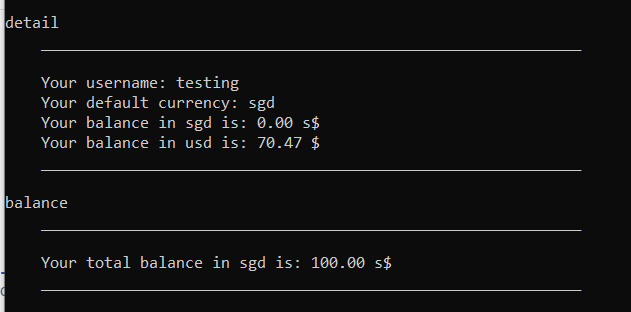 detail
Your username: testing
Your default currency: sgd
Your balance in sgd is: 0.00 s$
Your balance in usd is: 70.47 $
balance
Your total balance in sgd is: 100.00 s$